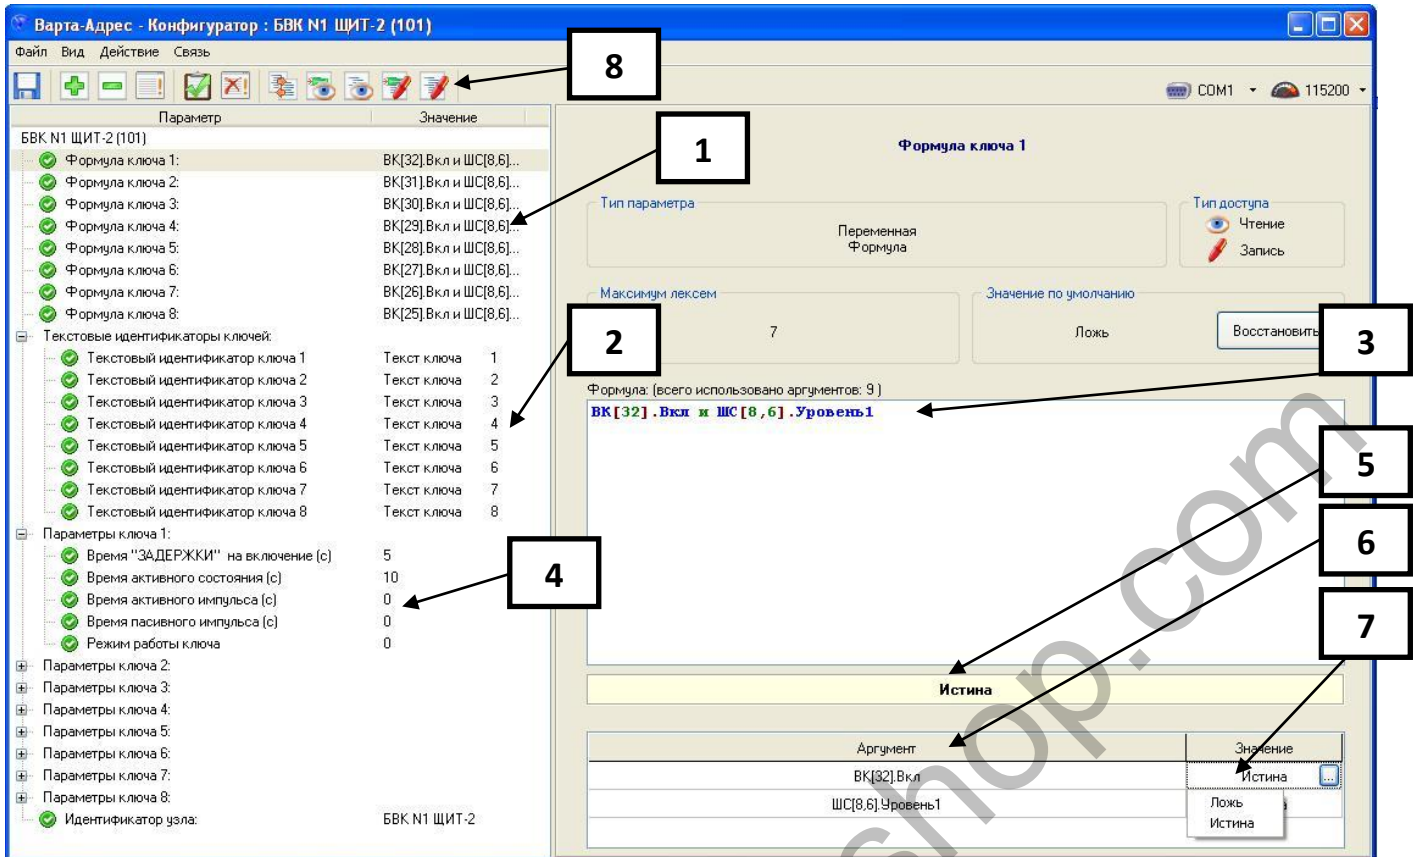 Варта-Адрес - Конфигуратор : БВК N1 ЩИТ-2 (101)
Файл Вид Действие Связь
8
COM1 115200
Параметр Значение
БВК N1 ЩИТ-2 (101)
Формула ключа 1: ВК[32].Вкл и ШС[8,6]...
Формула ключа 2: ВК[31].Вкл и ШС[8,6]...
Формула ключа 3: ВК[30].Вкл и ШС[8,6]...
Формула ключа 4: ВК[29].Вкл и ШС[8,6]...
Формула ключа 5: ВК[28].Вкл и ШС[8,6]...
Формула ключа 6: ВК[27].Вкл и ШС[8,6]...
Формула ключа 7: ВК[26].Вкл и ШС[8,6]...
Формула ключа 8: ВК[25].Вкл и ШС[8,6]...
Текстовые идентификаторы ключей:
Текстовый идентификатор ключа 1 Текст ключа 1
Текстовый идентификатор ключа 2 Текст ключа 2
Текстовый идентификатор ключа 3 Текст ключа 3
Текстовый идентификатор ключа 4 Текст ключа 4
Текстовый идентификатор ключа 5 Текст ключа 5
Текстовый идентификатор ключа 6 Текст ключа 6
Текстовый идентификатор ключа 7 Текст ключа 7
Текстовый идентификатор ключа 8 Текст ключа 8
Параметры ключа 1:
Время "ЗАДЕРЖКИ" на включение (с) 5
Время активного состояния (с) 10
Время активного импульса (с) 0
Время пасивного импульса (с) 0
Режим работы ключа 0
Параметры ключа 2:
Параметры ключа 3:
Параметры ключа 4:
Параметры ключа 5:
Параметры ключа 6:
Параметры ключа 7:
Параметры ключа 8:
Идентификатор узла: БВК N1 ЩИТ-2
1
2
4
Формула ключа 1
Тип параметра
Переменная
Формула
Тип доступа
Чтение
Запись
Максимум лексем
7
Значение по умолчанию
Ложь
Восстановить
3
Формула: (всего использовано аргументов: 9 )
ВК[32].Вкл и ШС[8,6].Уровень1
5
6
7
Истина
Аргумент Значение
ВК[32].Вкл Истина ...
ШС[8,6].Уровень1
Ложь
Истина
shop.com